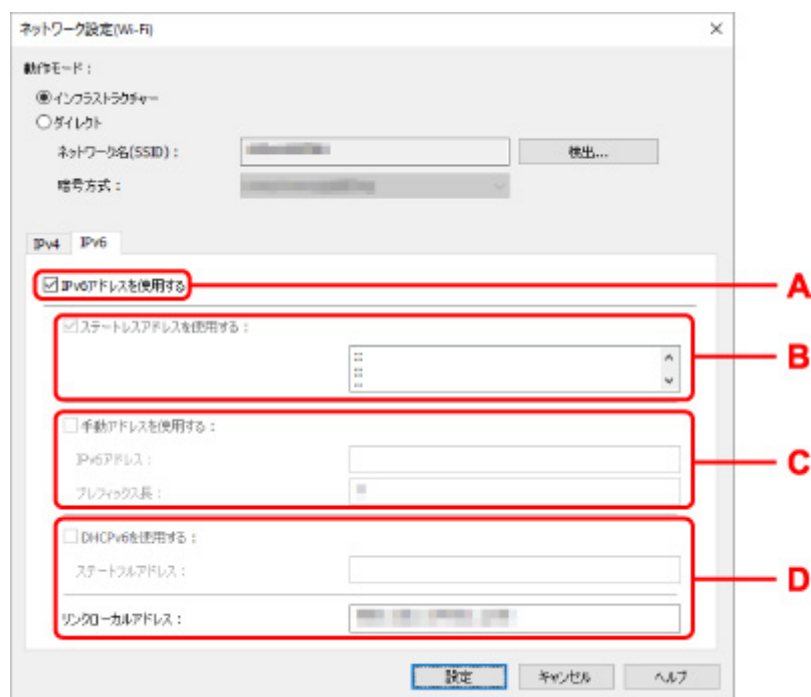 ネットワーク設定(Wi-Fi)
動作モード：
インフラストラクチャー
ダイレクト
ネットワーク名(SSID)：
検出...
暗号方式：
IPv4 IPv6
IPv6アドレスを使用する
A
ステートレスアドレスを使用する：
::
::
::
B
手動アドレスを使用する：
IPv6アドレス：
プレフィックス長：
C
DHCPv6を使用する：
ステートフルアドレス：
D
リンクローカルアドレス：
設定 キャンセル ヘルプ